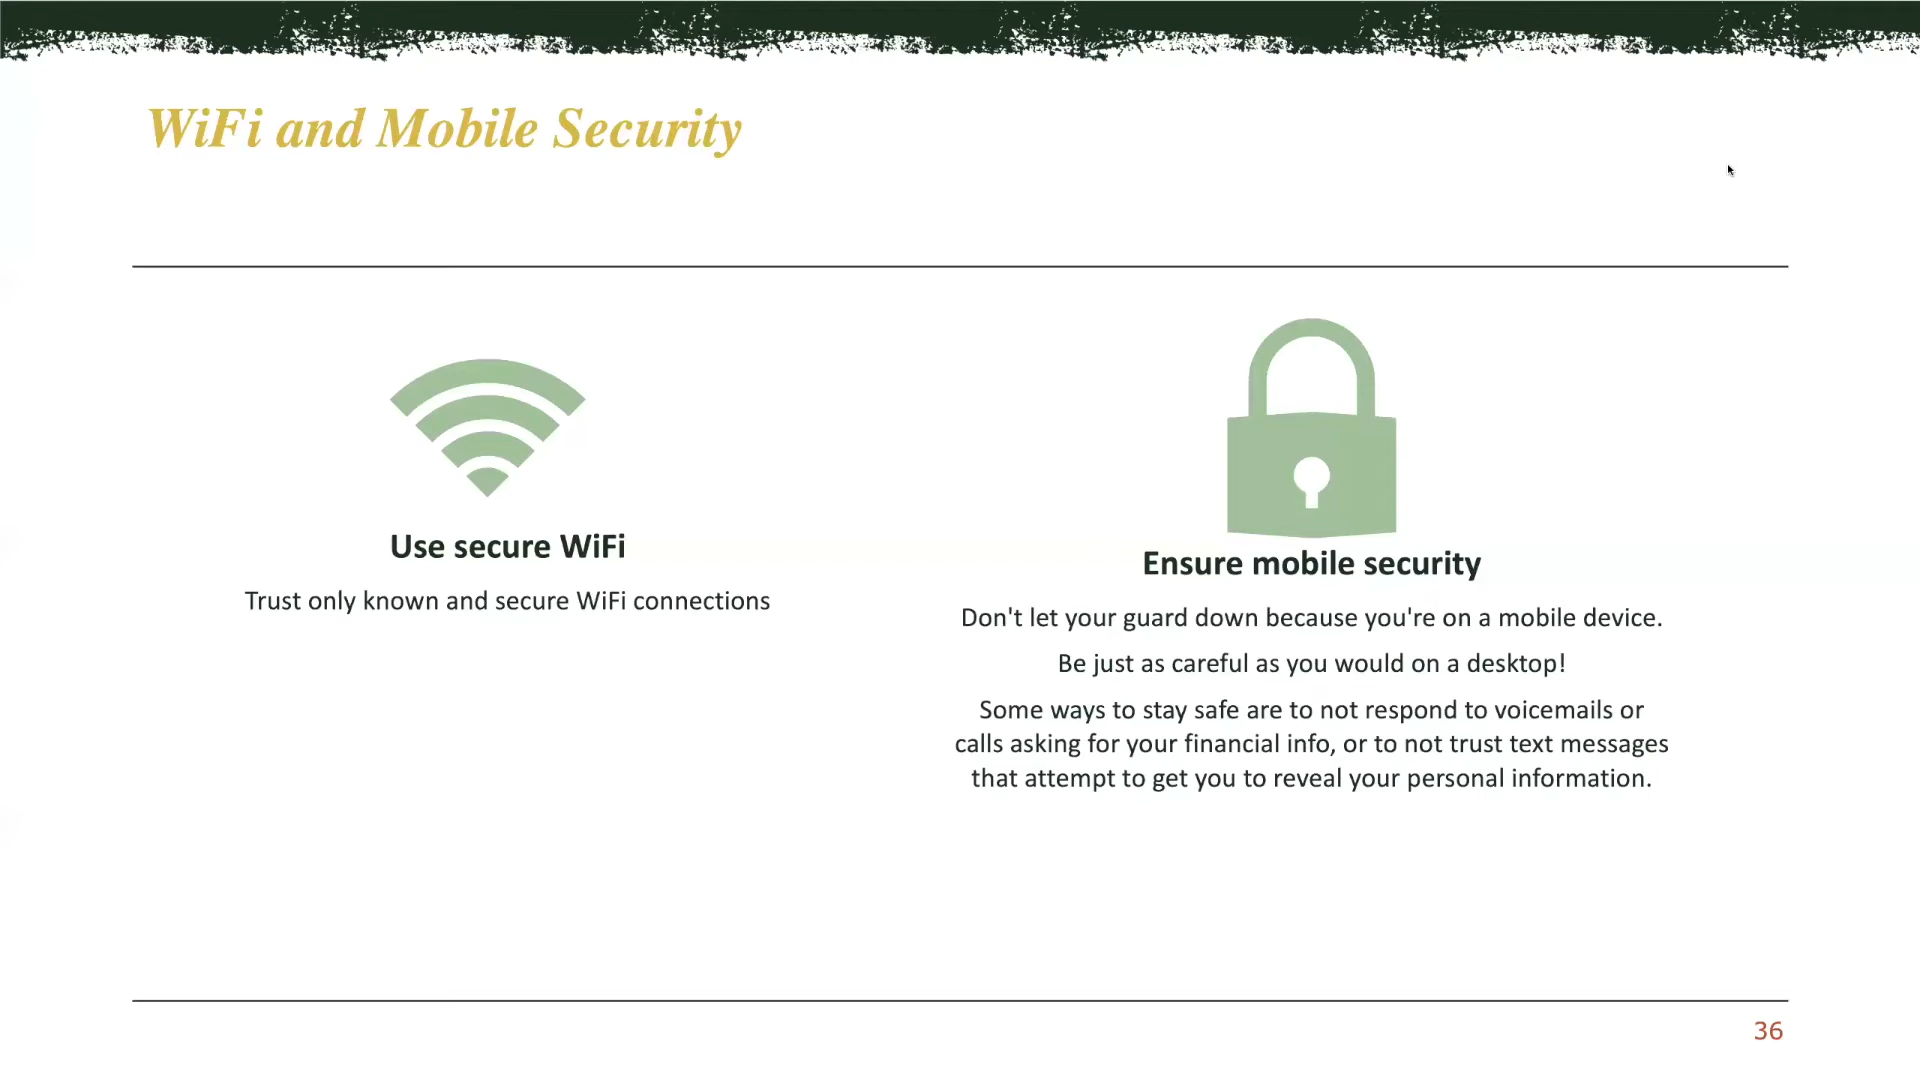 WiFi and Mobile Security
Use secure WiFi
Trust only known and secure WiFi connections
Ensure mobile security
Don't let your guard down because you're on a mobile device.
Be just as careful as you would on a desktop!
Some ways to stay safe are to not respond to voicemails or
calls asking for your financial info, or to not trust text messages
that attempt to get you to reveal your personal information.
36